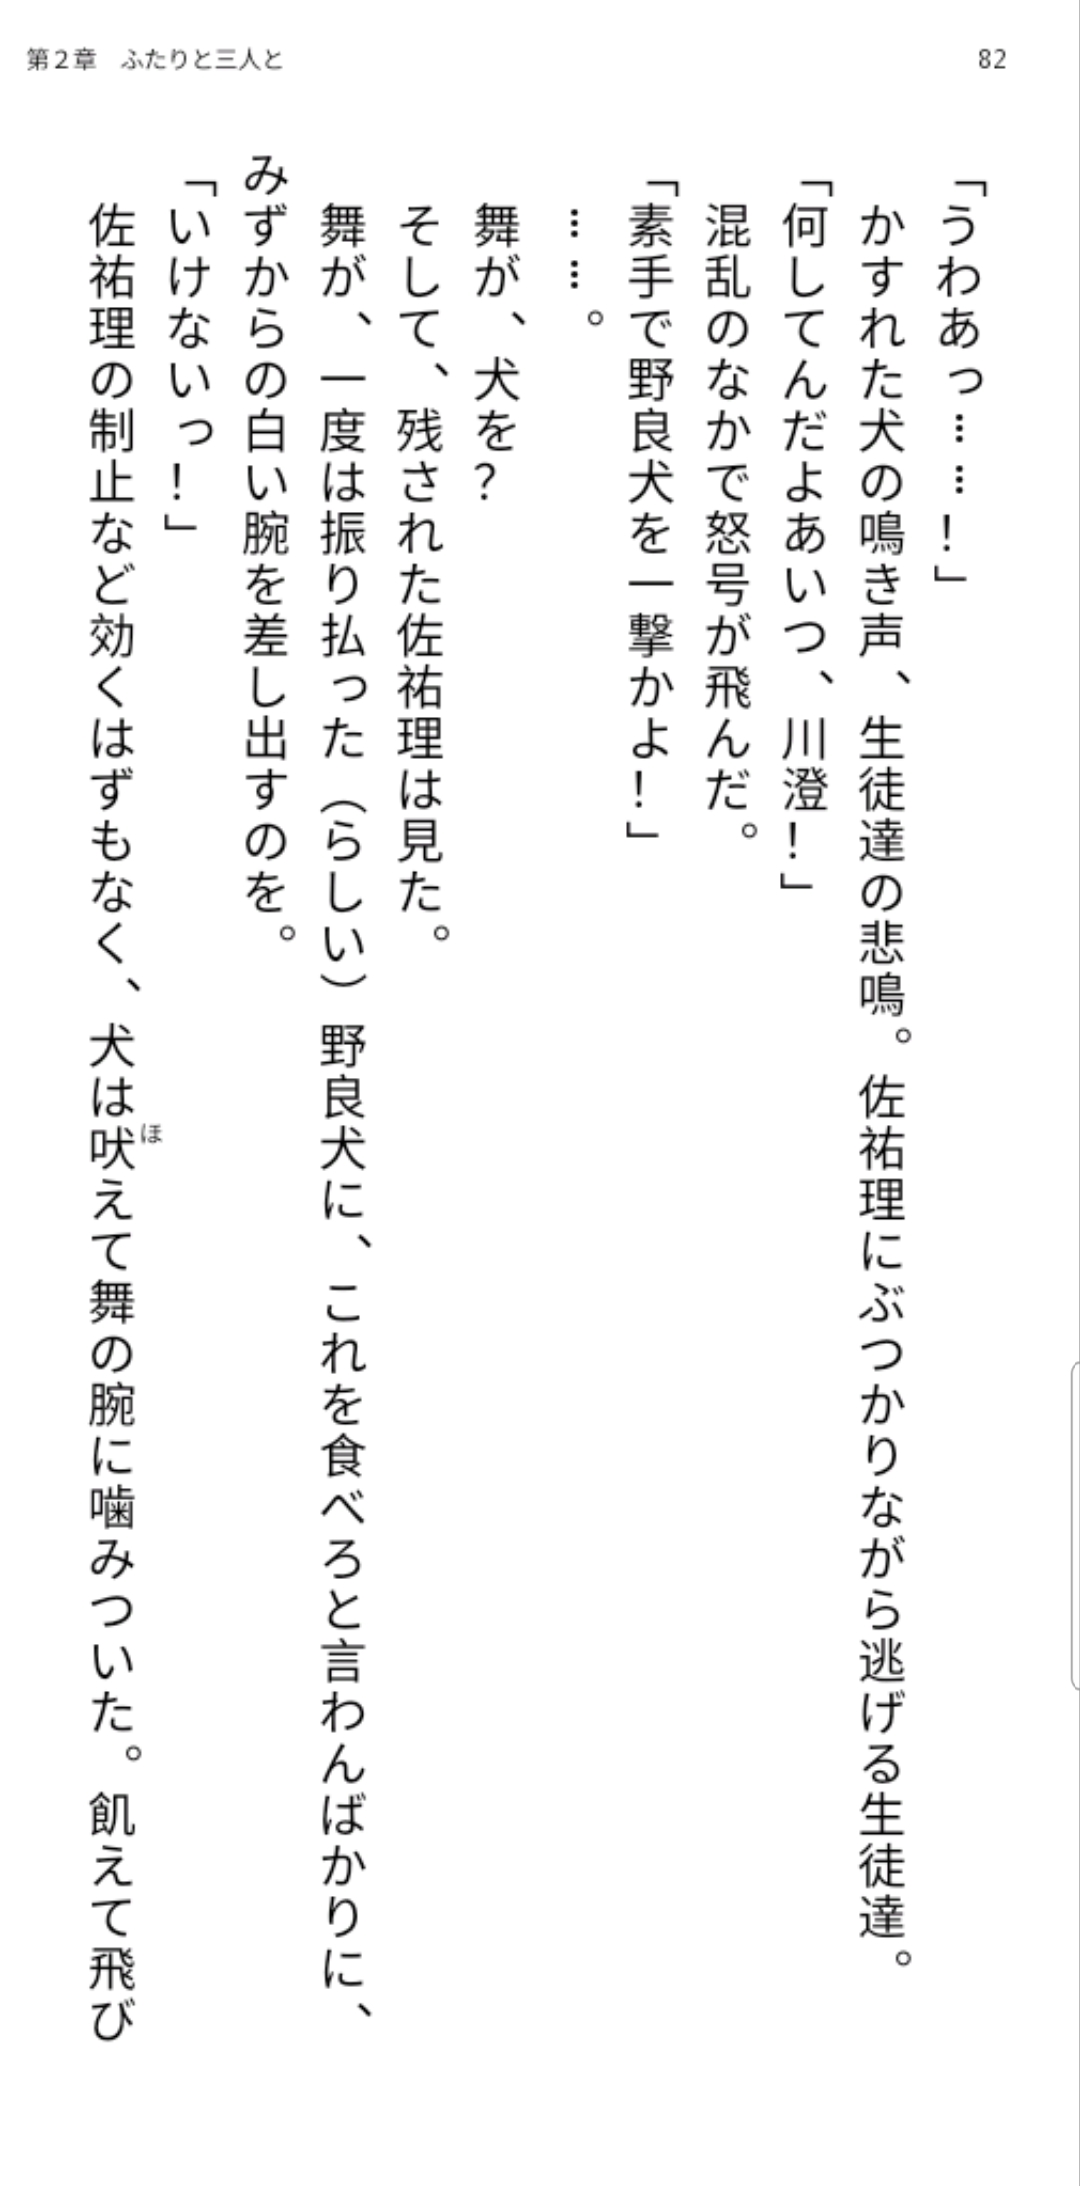 第２章　ふたりと三人と
82
「うわあっ……！」
　かすれた犬の鳴き声、生徒達の悲鳴。佐祐理にぶつかりながら逃げる生徒達。
「何してんだよあいつ、川澄！」
　混乱のなかで怒号が飛んだ。
「素手で野良犬を一撃かよ！」
　……。
　舞が、犬を？
　そして、残された佐祐理は見た。
　舞が、一度は振り払った（らしい）野良犬に、これを食べろと言わんばかりに、
みずからの白い腕を差し出すのを。
「いけないっ！」
　佐祐理の制止など効くはずもなく、犬は吠えて舞の腕に噛みついた。飢えて飛び
ほ